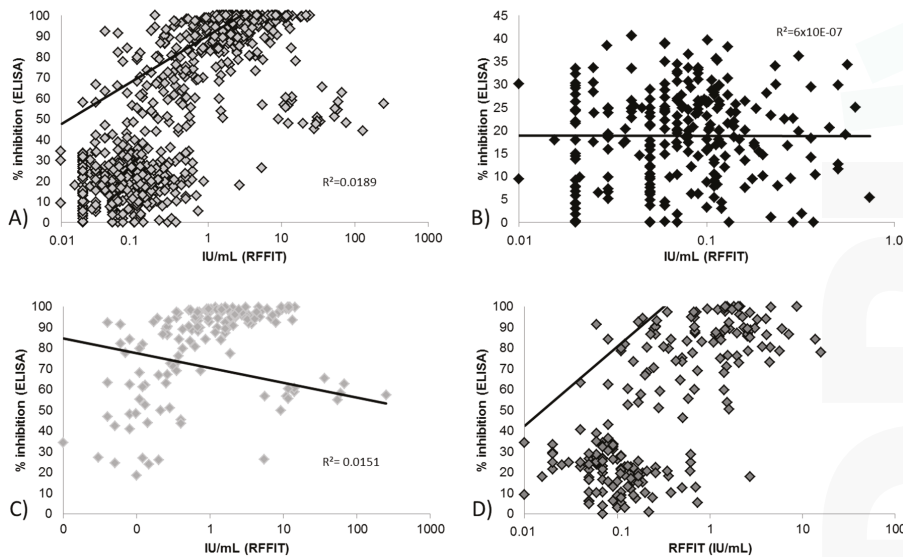 100
90
80
70
60
50
40
30
20
10
0
% inhibition (ELISA)
R²=0.0189
A)
0.01 0.1 1 10 100 1000
IU/mL (RFFIT)
45
40
35
30
25
20
15
10
5
0
% inhibition (ELISA)
R²=6x10E-07
B)
0.01 0.1 1.0
IU/mL (RFFIT)
100
90
80
70
60
50
40
30
20
10
0
% inhibition (ELISA)
R²= 0.0151
C)
0 0 1 10 100 1000
IU/mL (RFFIT)
100
90
80
70
60
50
40
30
20
10
0
% inhibition (ELISA)
D)
0.01 0.1 1 10 100
RFFIT (IU/mL)